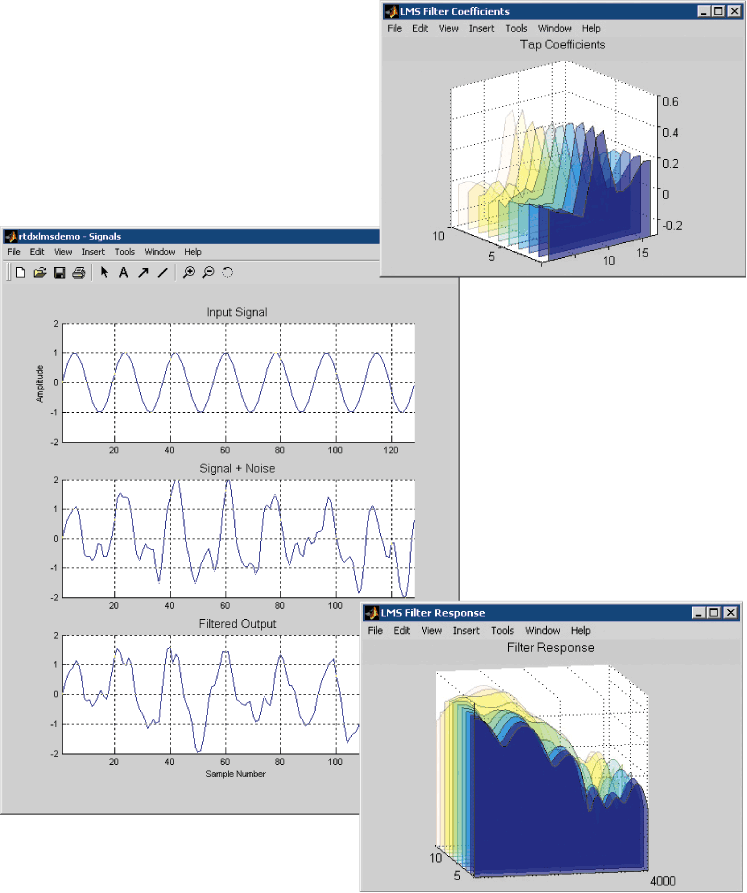 LMS Filter Coefficients
File Edit View Insert Tools Window Help
Tap Coefficients
0.6
0.4
0.2
0
-0.2
10
5
10
15
rtdxlmsdemo - Signals
File Edit View Insert Tools Window Help
A
Input Signal
Amplitude
2
1
0
-1
-2
20 40 60 80 100 120
Signal + Noise
2
1
0
-1
-2
20 40 60 80 100 120
Filtered Output
2
1
0
-1
-2
20 40 60 80 100
Sample Number
LMS Filter Response
File Edit View Insert Tools Window Help
Filter Response
10
5
4000